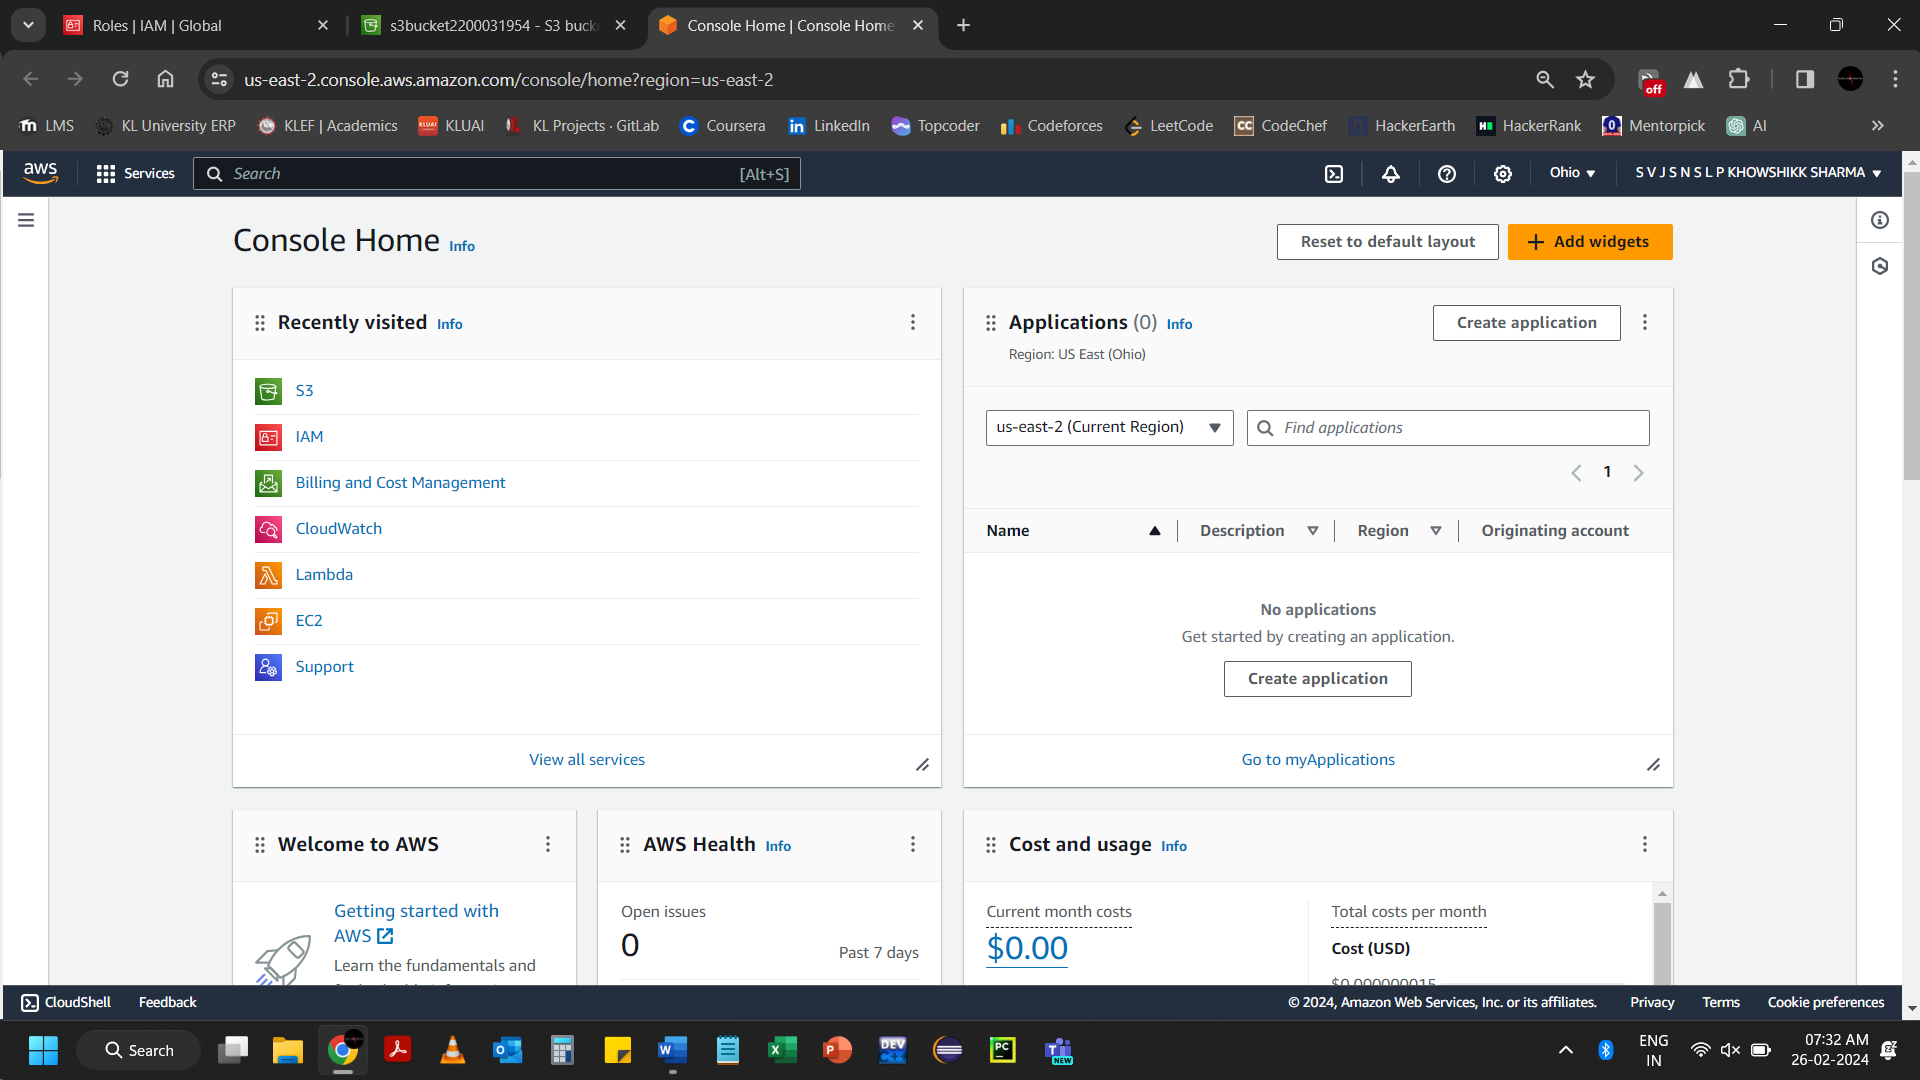 Roles | IAM | Global
s3bucket2200031954 - S3 buck
Console Home | Console Home
us-east-2.console.aws.amazon.com/console/home?region=us-east-2
off
LMS
KL University ERP
KLEF | Academics
KLUAI
KL Projects · GitLab
Coursera
LinkedIn
Topcoder
Codeforces
LeetCode
CodeChef
HackerEarth
HackerRank
Mentorpick
AI
aws
Services
Search
[Alt+S]
Ohio
S V J S N S L P KHOWSHIKK SHARMA
Console Home Info
Reset to default layout
Add widgets
Recently visited Info
S3
IAM
Billing and Cost Management
CloudWatch
Lambda
EC2
Support
View all services
Applications (0) Info
Region: US East (Ohio)
Create application
us-east-2 (Current Region)
Find applications
1
Name
Description
Region
Originating account
No applications
Get started by creating an application.
Create application
Go to myApplications
Welcome to AWS
Getting started with
AWS
Learn the fundamentals and
AWS Health Info
Open issues
0
Past 7 days
Cost and usage Info
Current month costs
$0.00
Total costs per month
Cost (USD)
$0.000000015
CloudShell
Feedback
© 2024, Amazon Web Services, Inc. or its affiliates.
Privacy
Terms
Cookie preferences
Search
DEV
PC
NEW
ENG
IN
07:32 AM
26-02-2024